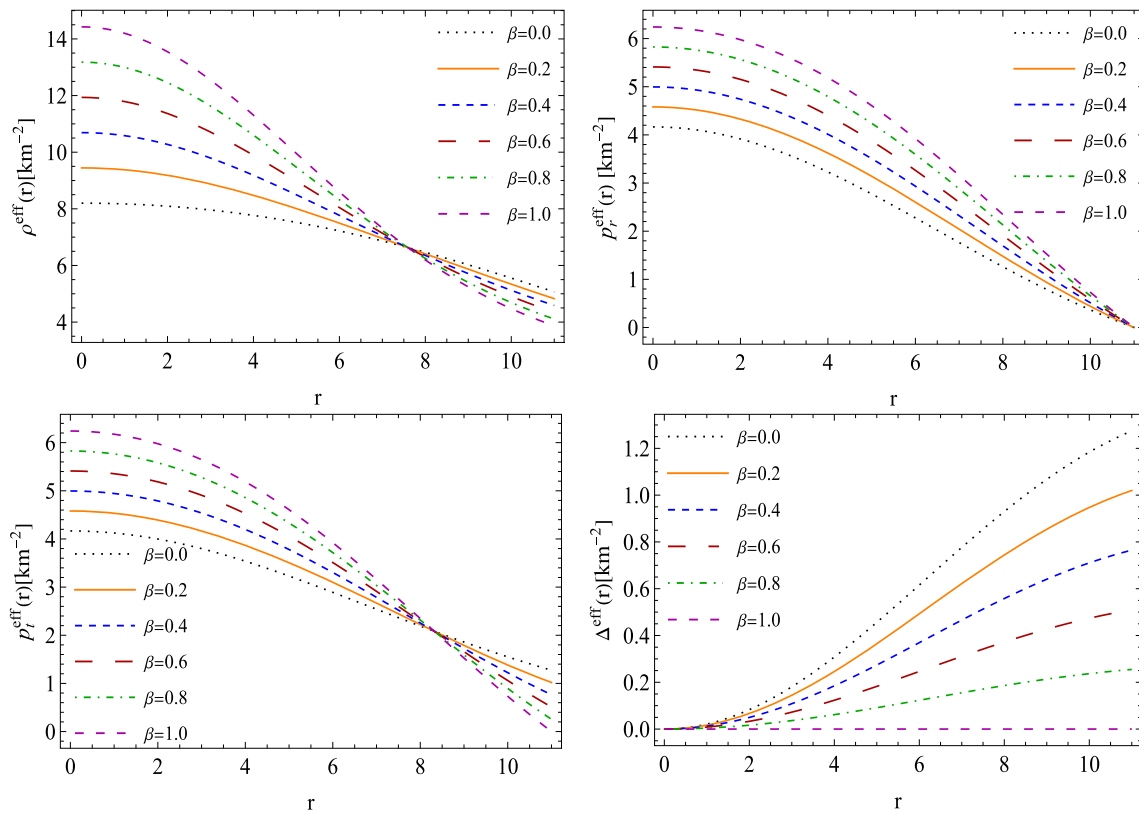 ρ^eff(r)[km^−2]
14
12
10
8
6
4
0 2 4 6 8 10
r
β=0.0
β=0.2
β=0.4
β=0.6
β=0.8
β=1.0
p_r^eff(r) [km^−2]
6
5
4
3
2
1
0
0 2 4 6 8 10
r
β=0.0
β=0.2
β=0.4
β=0.6
β=0.8
β=1.0
p_t^eff(r)[km^−2]
6
5
4
3
2
1
0
0 2 4 6 8 10
r
β=0.0
β=0.2
β=0.4
β=0.6
β=0.8
β=1.0
Δ^eff(r)[km^−2]
1.2
1.0
0.8
0.6
0.4
0.2
0.0
0 2 4 6 8 10
r
β=0.0
β=0.2
β=0.4
β=0.6
β=0.8
β=1.0